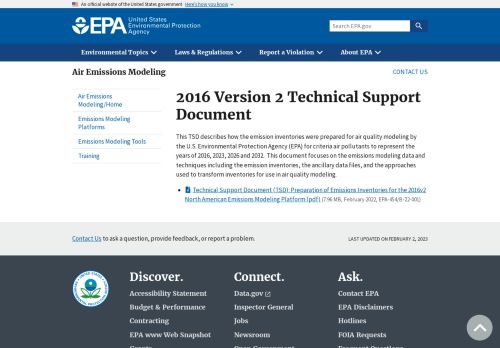 An official website of the United States government Here's how you know
EPA United States
Environmental Protection
Agency
Search EPA.gov
Environmental Topics
Laws & Regulations
Report a Violation
About EPA
Air Emissions Modeling
CONTACT US
Air Emissions
Modeling/Home
Emissions Modeling
Platforms
Emissions Modeling Tools
Training
2016 Version 2 Technical Support
Document
This TSD describes how the emission inventories were prepared for air quality modeling by
the U.S. Environmental Protection Agency (EPA) for criteria air pollutants to represent the
years of 2016, 2023, 2026 and 2032. This document focuses on the emissions modeling data and
techniques including the emission inventories, the ancillary data files, and the approaches
used to transform inventories for use in air quality modeling.
Technical Support Document (TSD): Preparation of Emissions Inventories for the 2016v2
North American Emissions Modeling Platform (pdf) (7.96 MB, February 2022, EPA-454/B-22-001)
Contact Us to ask a question, provide feedback, or report a problem.
LAST UPDATED ON FEBRUARY 2, 2023
Discover.
Accessibility Statement
Budget & Performance
Contracting
EPA www Web Snapshot
Grants
Connect.
Data.gov
Inspector General
Jobs
Newsroom
Open Government
Ask.
Contact EPA
EPA Disclaimers
Hotlines
FOIA Requests
Frequent Questions